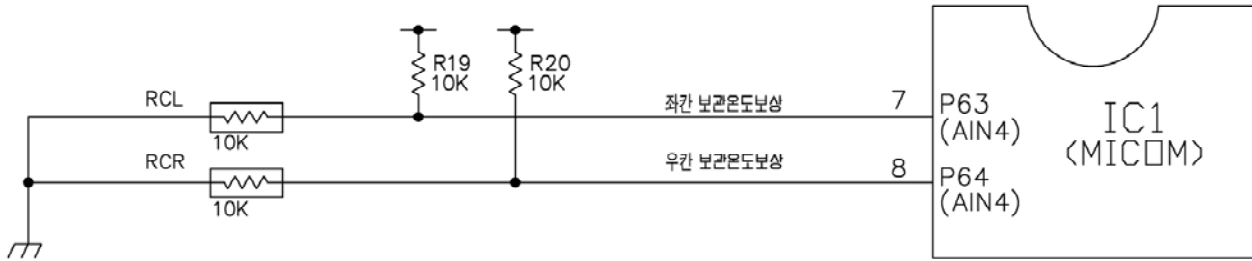 R19
10K
R20
10K
RCL
10K
좌칸 보관온도보상
7
P63
(AIN4)
RCR
10K
우칸 보관온도보상
8
P64
(AIN4)
IC1
(MICOM)